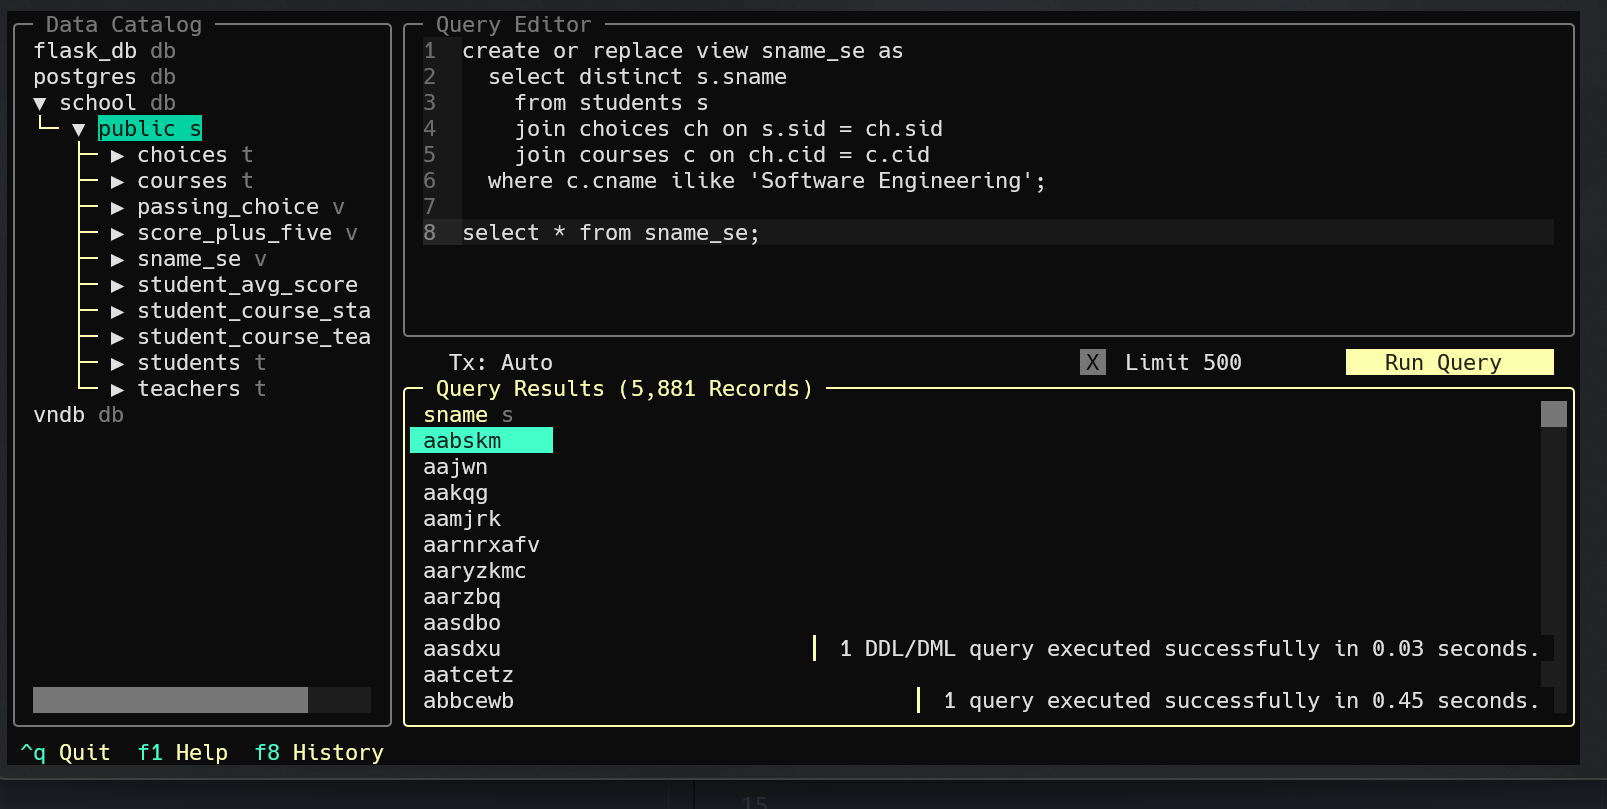 Data Catalog
flask_db db
postgres db
▼ school db
▼ public s
▶ choices t
▶ courses t
▶ passing_choice v
▶ score_plus_five v
▶ sname_se v
▶ student_avg_score
▶ student_course_sta
▶ student_course_tea
▶ students t
▶ teachers t
vndb db
Query Editor
1 create or replace view sname_se as
2   select distinct s.sname
3     from students s
4     join choices ch on s.sid = ch.sid
5     join courses c on ch.cid = c.cid
6   where c.cname ilike 'Software Engineering';
7
8 select * from sname_se;
Tx: Auto X Limit 500 Run Query
Query Results (5,881 Records)
sname s
aabskm
aajwn
aakqg
aamjrk
aarnrxafv
aaryzkmc
aarzbq
aasdbo
aasdxu
aatcetz
abbcewb
1 DDL/DML query executed successfully in 0.03 seconds.
1 query executed successfully in 0.45 seconds.
^q Quit f1 Help f8 History
15